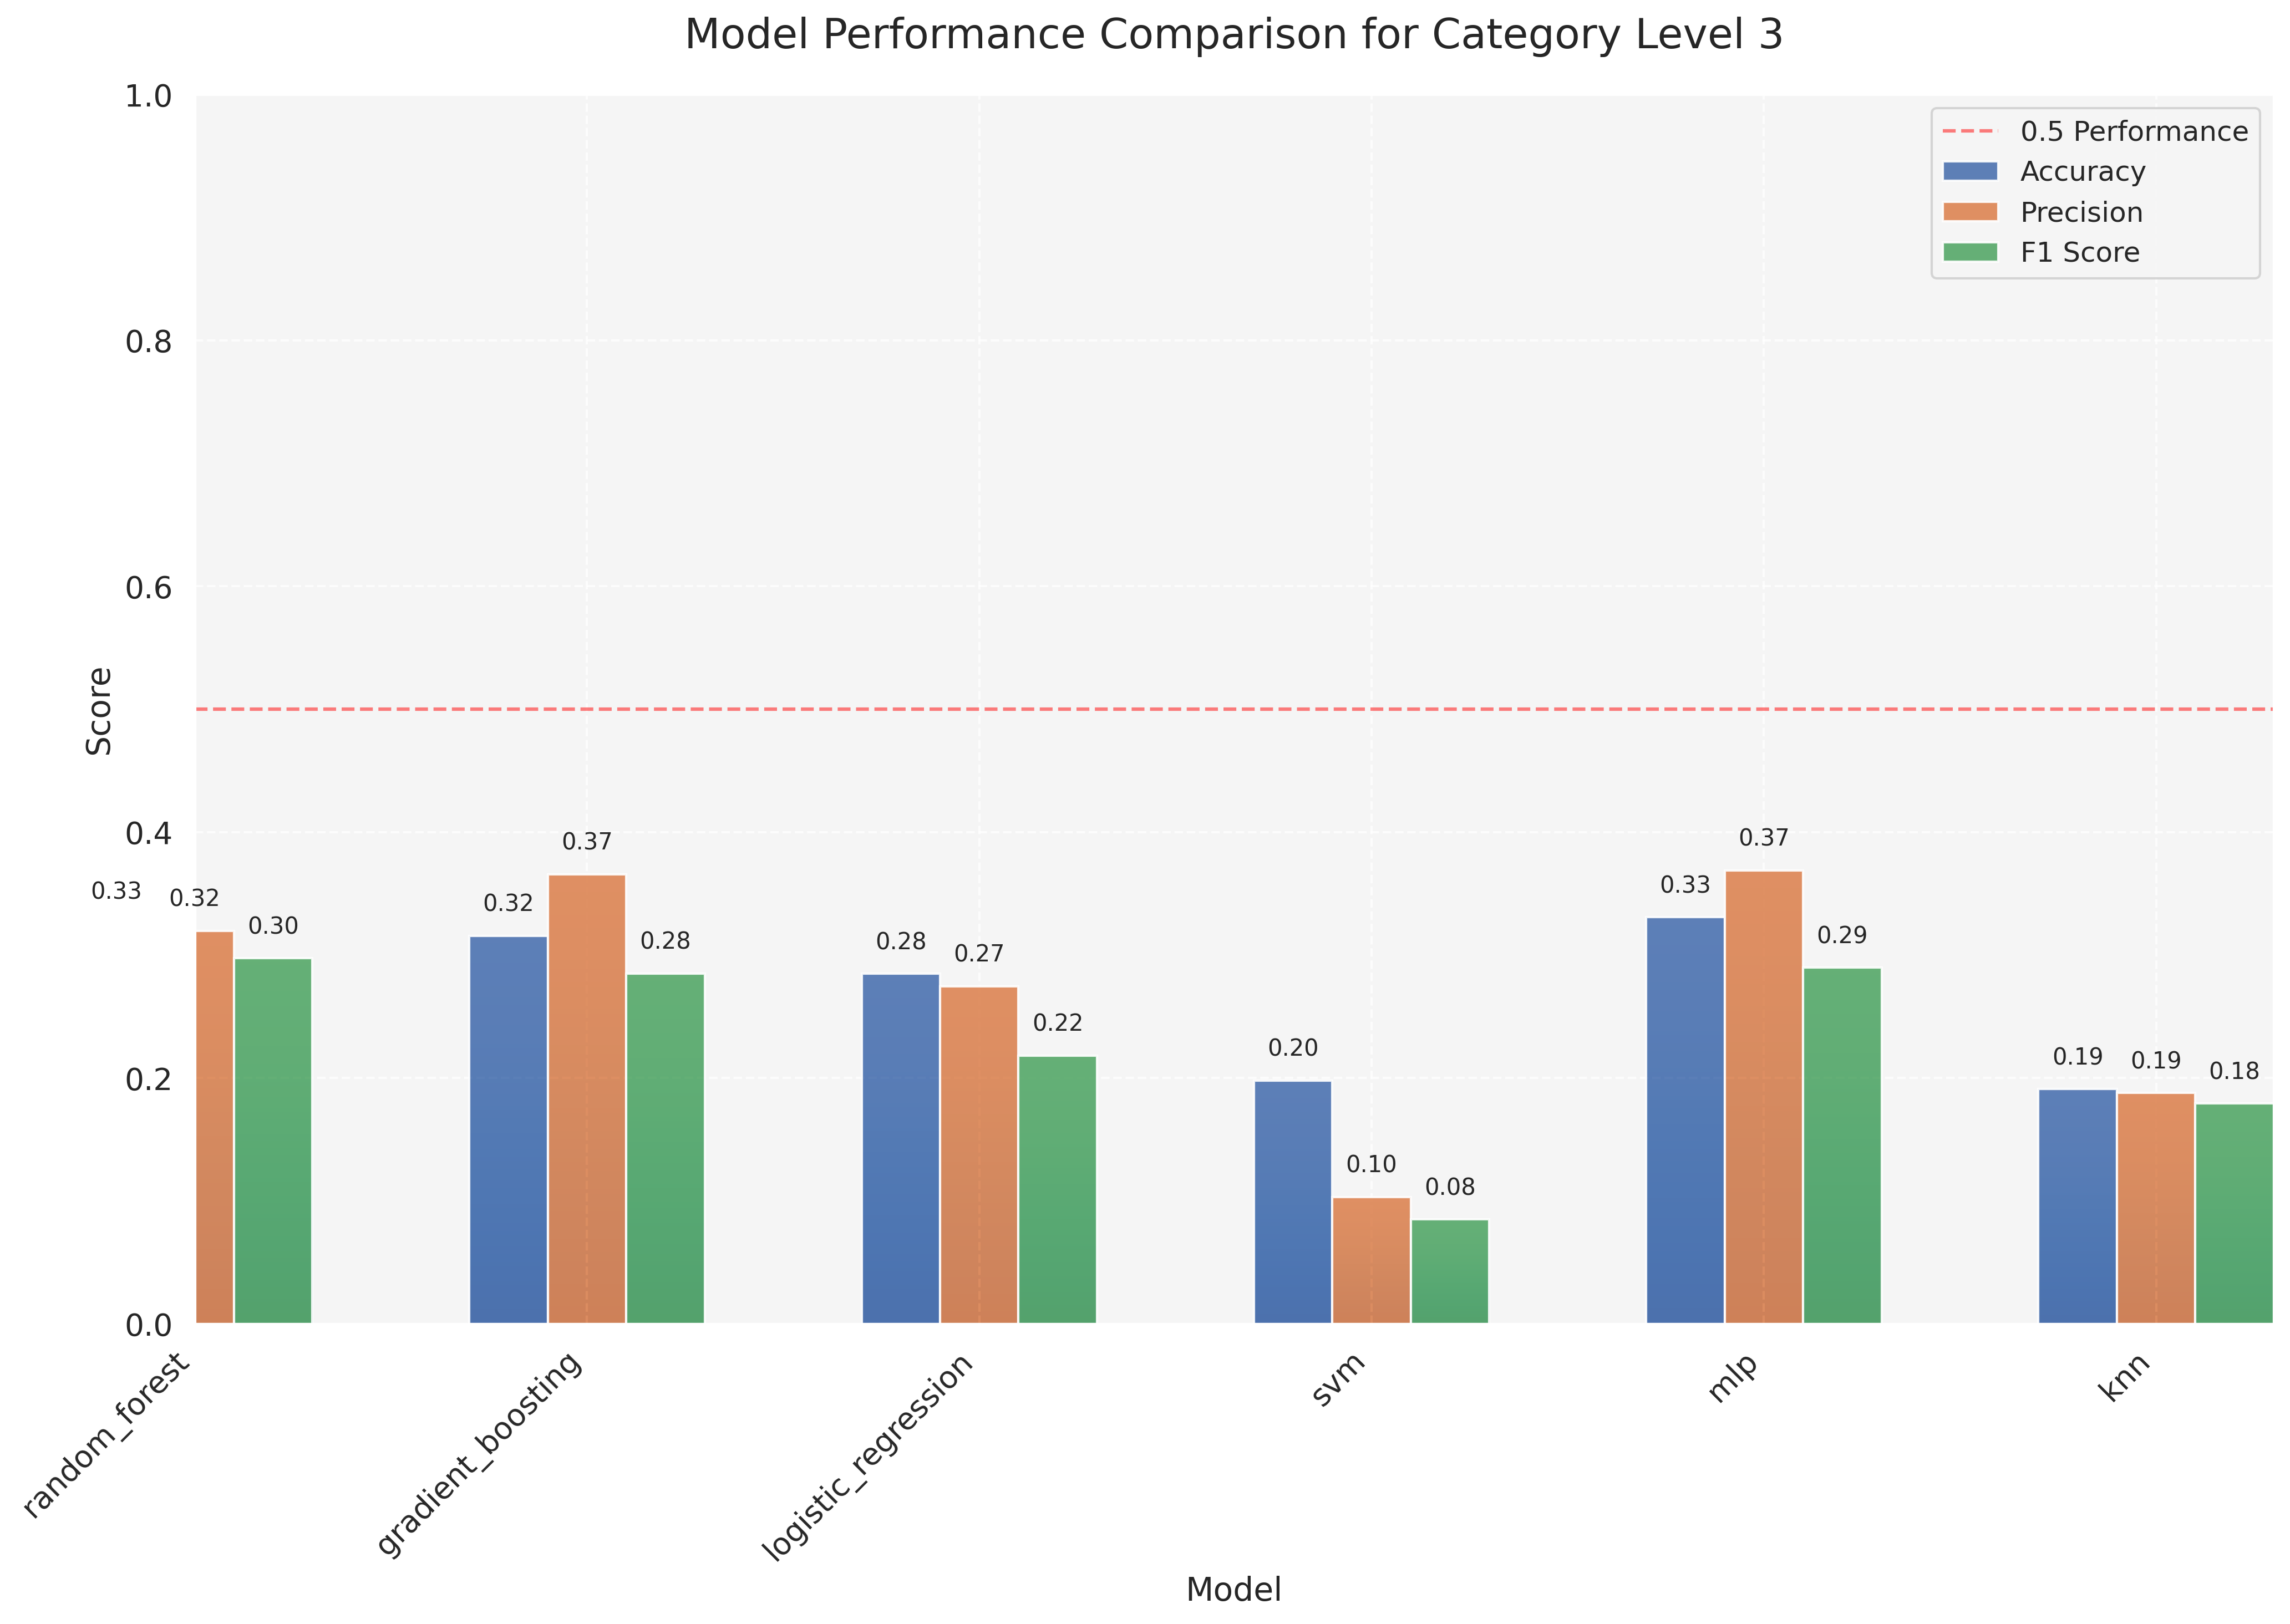 Model Performance Comparison for Category Level 3
1.0
0.8
0.6
0.4
0.2
0.0
Score
0.5 Performance
Accuracy
Precision
F1 Score
0.33 0.32 0.30
0.32 0.37 0.28
0.28 0.27 0.22
0.20 0.10 0.08
0.33 0.37 0.29
0.19 0.19 0.18
random_forest
gradient_boosting
logistic_regression
svm
mlp
knn
Model